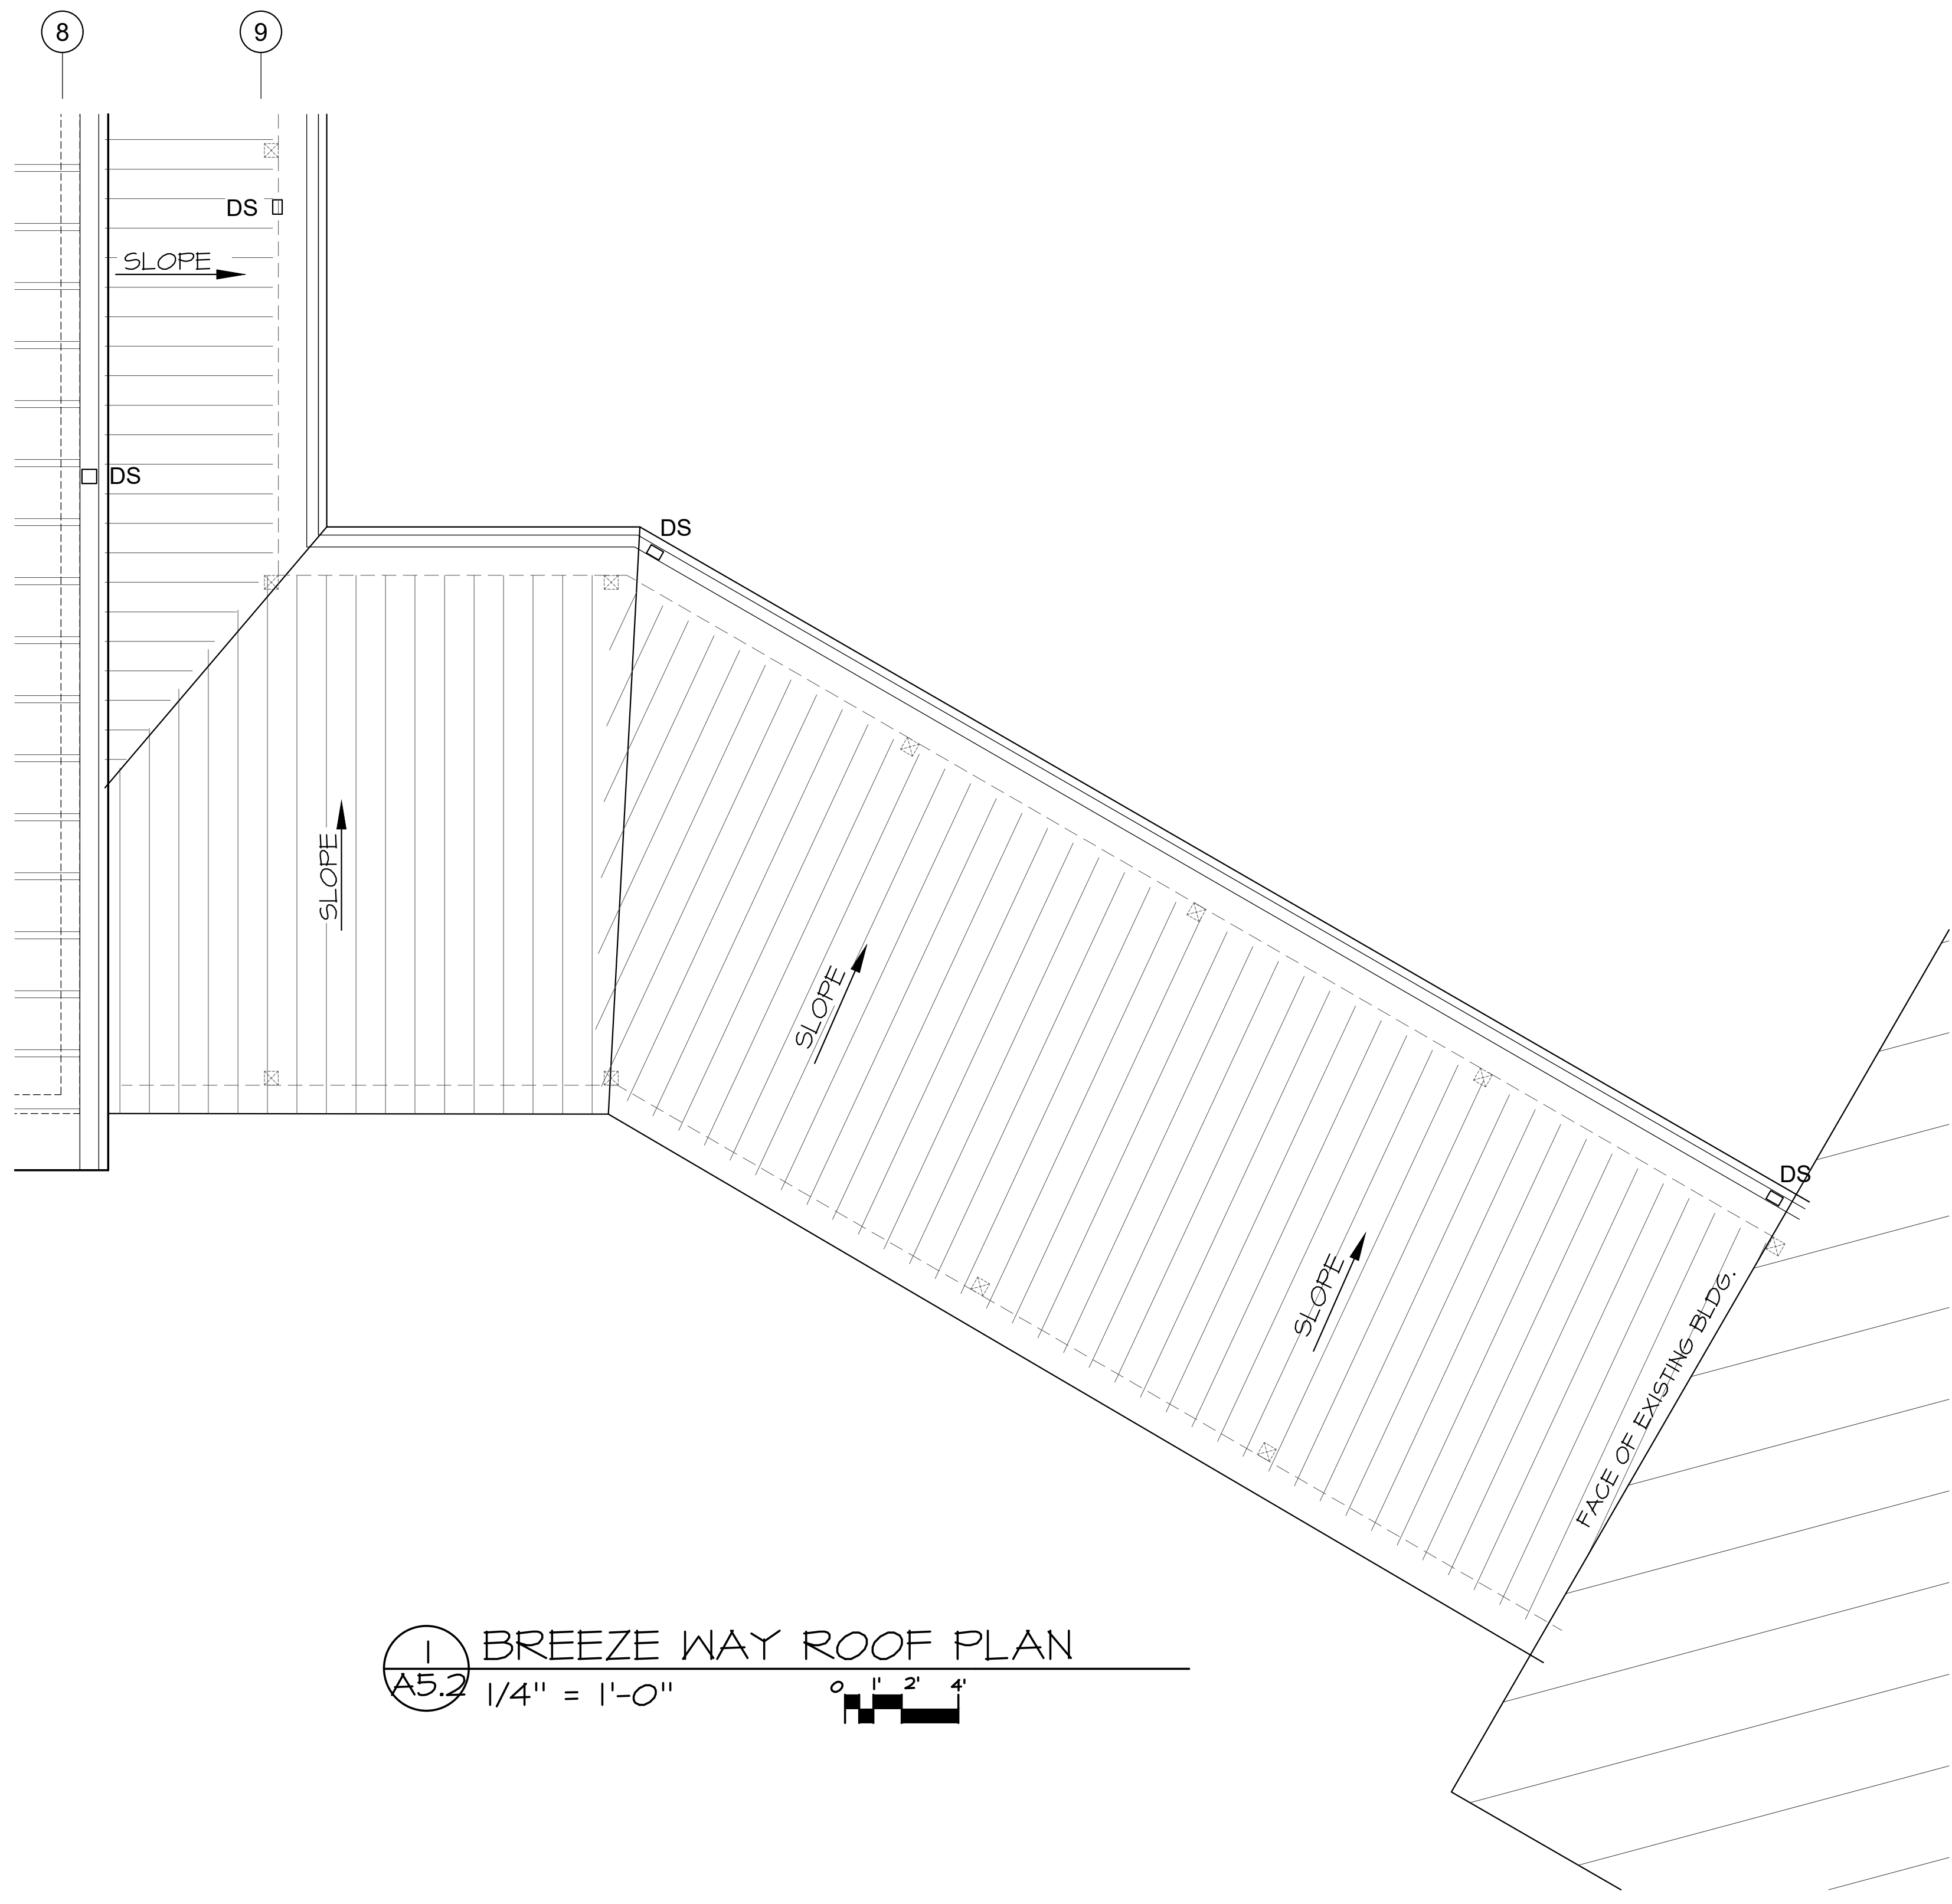 8
9
DS
SLOPE
DS
DS
SLOPE
SLOPE
DS
SLOPE
FACE OF EXISTING BLDG.
1
BREEZE WAY ROOF PLAN
A5.2
1/4" = 1'-0"
0 1' 2' 4'